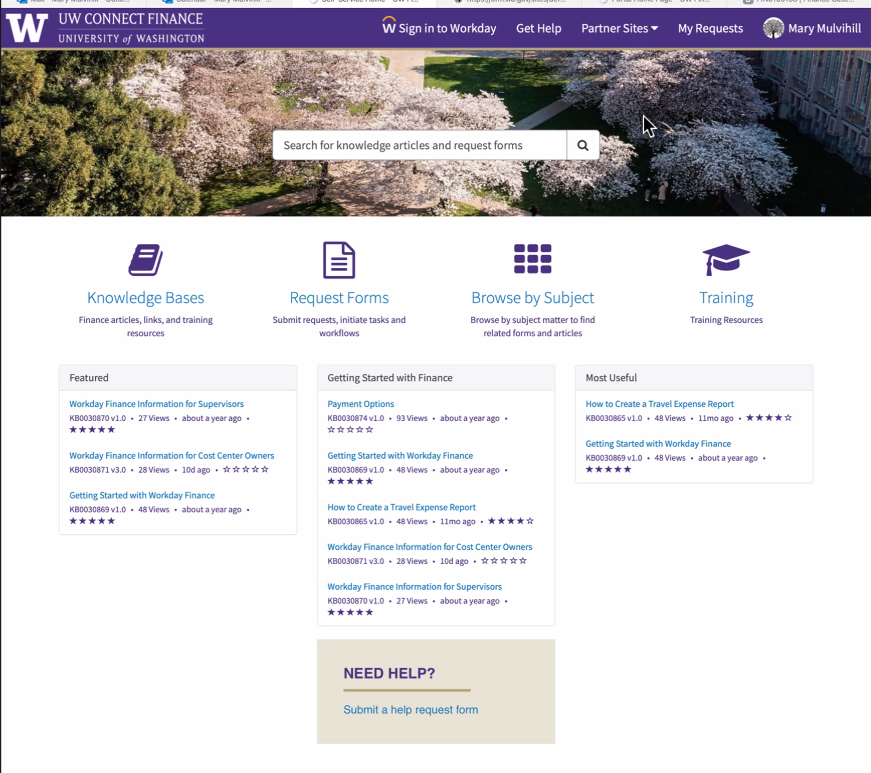 UW CONNECT FINANCE
UNIVERSITY of WASHINGTON
W Sign in to Workday Get Help Partner Sites My Requests Mary Mulvihill
Search for knowledge articles and request forms
Knowledge Bases
Finance articles, links, and training
resources
Request Forms
Submit requests, initiate tasks and
workflows
Browse by Subject
Browse by subject matter to find
related forms and articles
Training
Training Resources
Featured
Workday Finance Information for Supervisors
KB0030870 v1.0 • 27 Views • about a year ago •
★★★★★
Workday Finance Information for Cost Center Owners
KB0030871 v3.0 • 28 Views • 10d ago • ☆☆☆☆☆
Getting Started with Workday Finance
KB0030869 v1.0 • 48 Views • about a year ago •
★★★★★
Getting Started with Finance
Payment Options
KB0030874 v1.0 • 93 Views • about a year ago •
☆☆☆☆☆
Getting Started with Workday Finance
KB0030869 v1.0 • 48 Views • about a year ago •
★★★★★
How to Create a Travel Expense Report
KB0030865 v1.0 • 48 Views • 11mo ago • ★★★★☆
Workday Finance Information for Cost Center Owners
KB0030871 v3.0 • 28 Views • 10d ago • ☆☆☆☆☆
Workday Finance Information for Supervisors
KB0030870 v1.0 • 27 Views • about a year ago •
★★★★★
Most Useful
How to Create a Travel Expense Report
KB0030865 v1.0 • 48 Views • 11mo ago • ★★★★☆
Getting Started with Workday Finance
KB0030869 v1.0 • 48 Views • about a year ago •
★★★★★
NEED HELP?
Submit a help request form